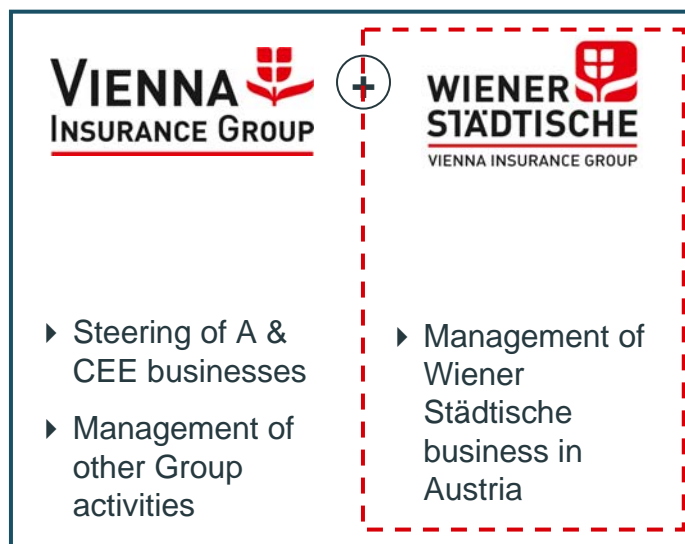 VIENNA
INSURANCE GROUP
+
WIENER
STÄDTISCHE
VIENNA INSURANCE GROUP
Steering of A &
CEE businesses
Management of
other Group
activities
Management of
Wiener
Städtische
business in
Austria